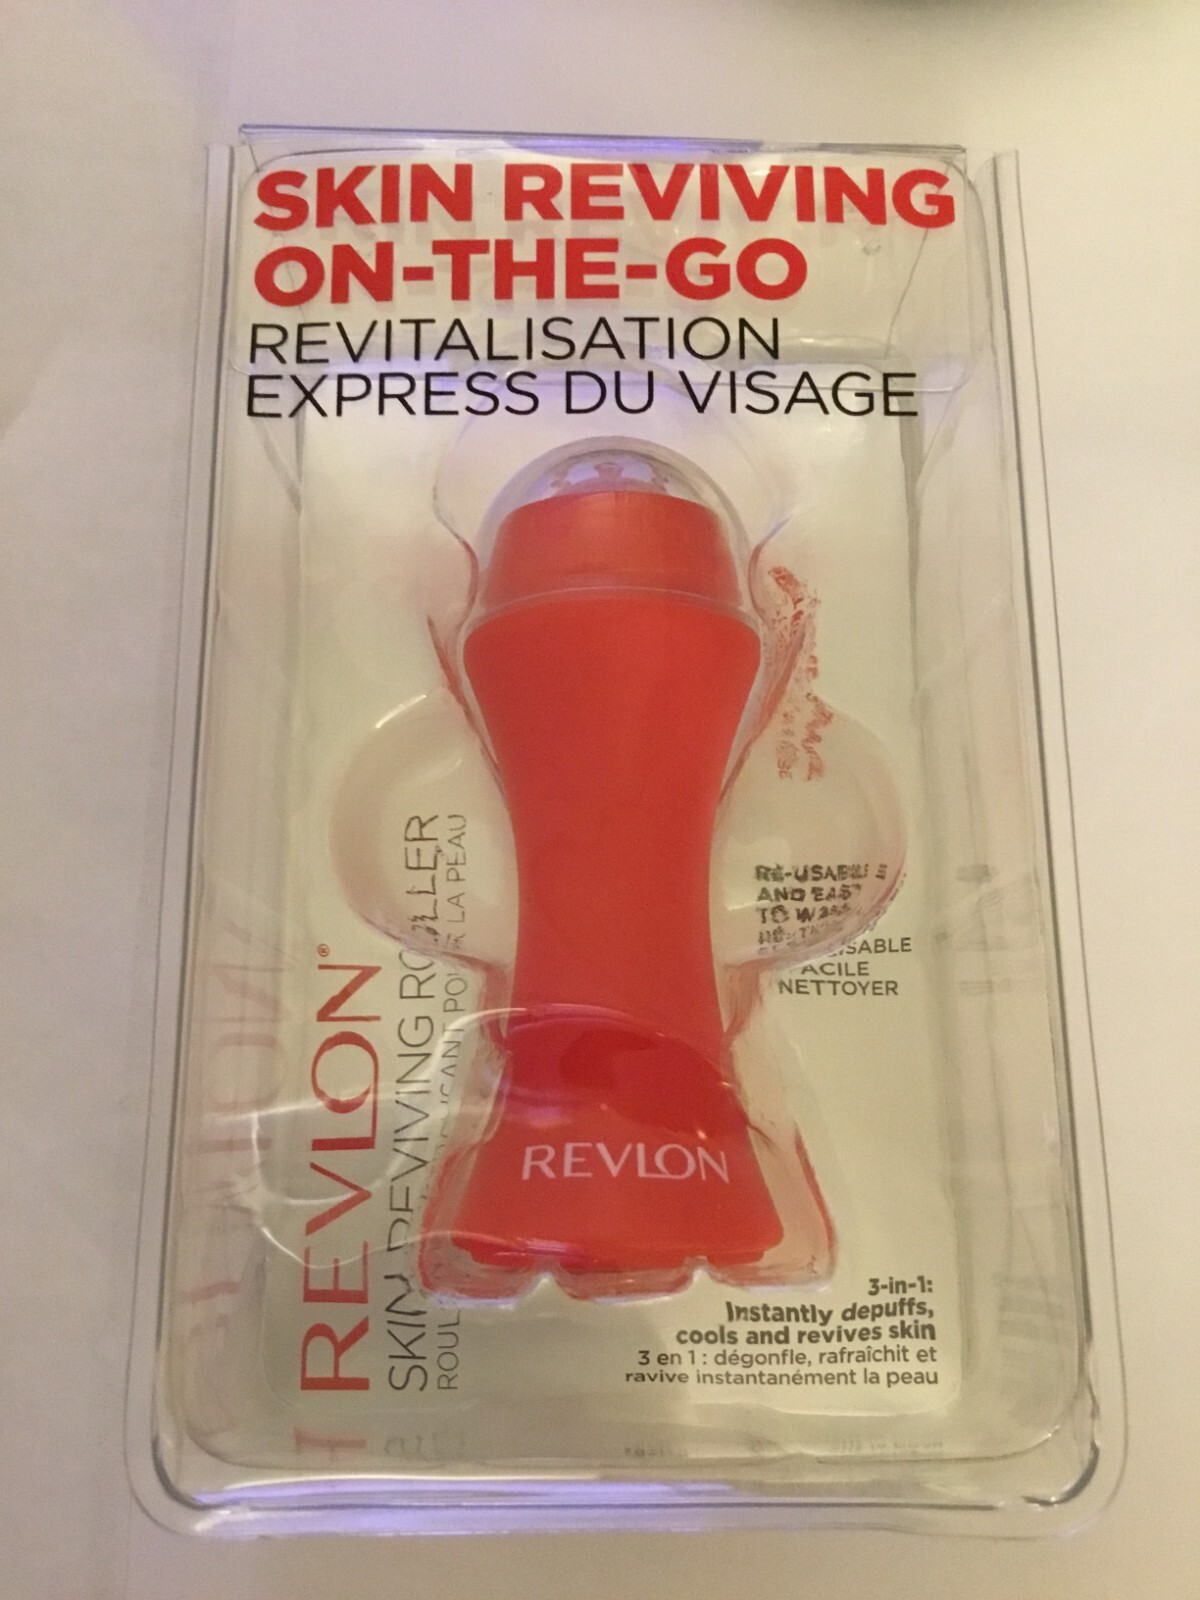 SKIN REVIVING
ON-THE-GO
REVITALISATION
EXPRESS DU VISAGE
REVLON®
SKIN REVIVING ROLLER
LA PEAU
RE-USABLE
AND EASY
TO WASH
NETTOYER
REVLON
3-in-1:
Instantly depuffs,
cools and revives skin
3 en 1 : dégonfle, rafraîchit et
ravive instantanément la peau